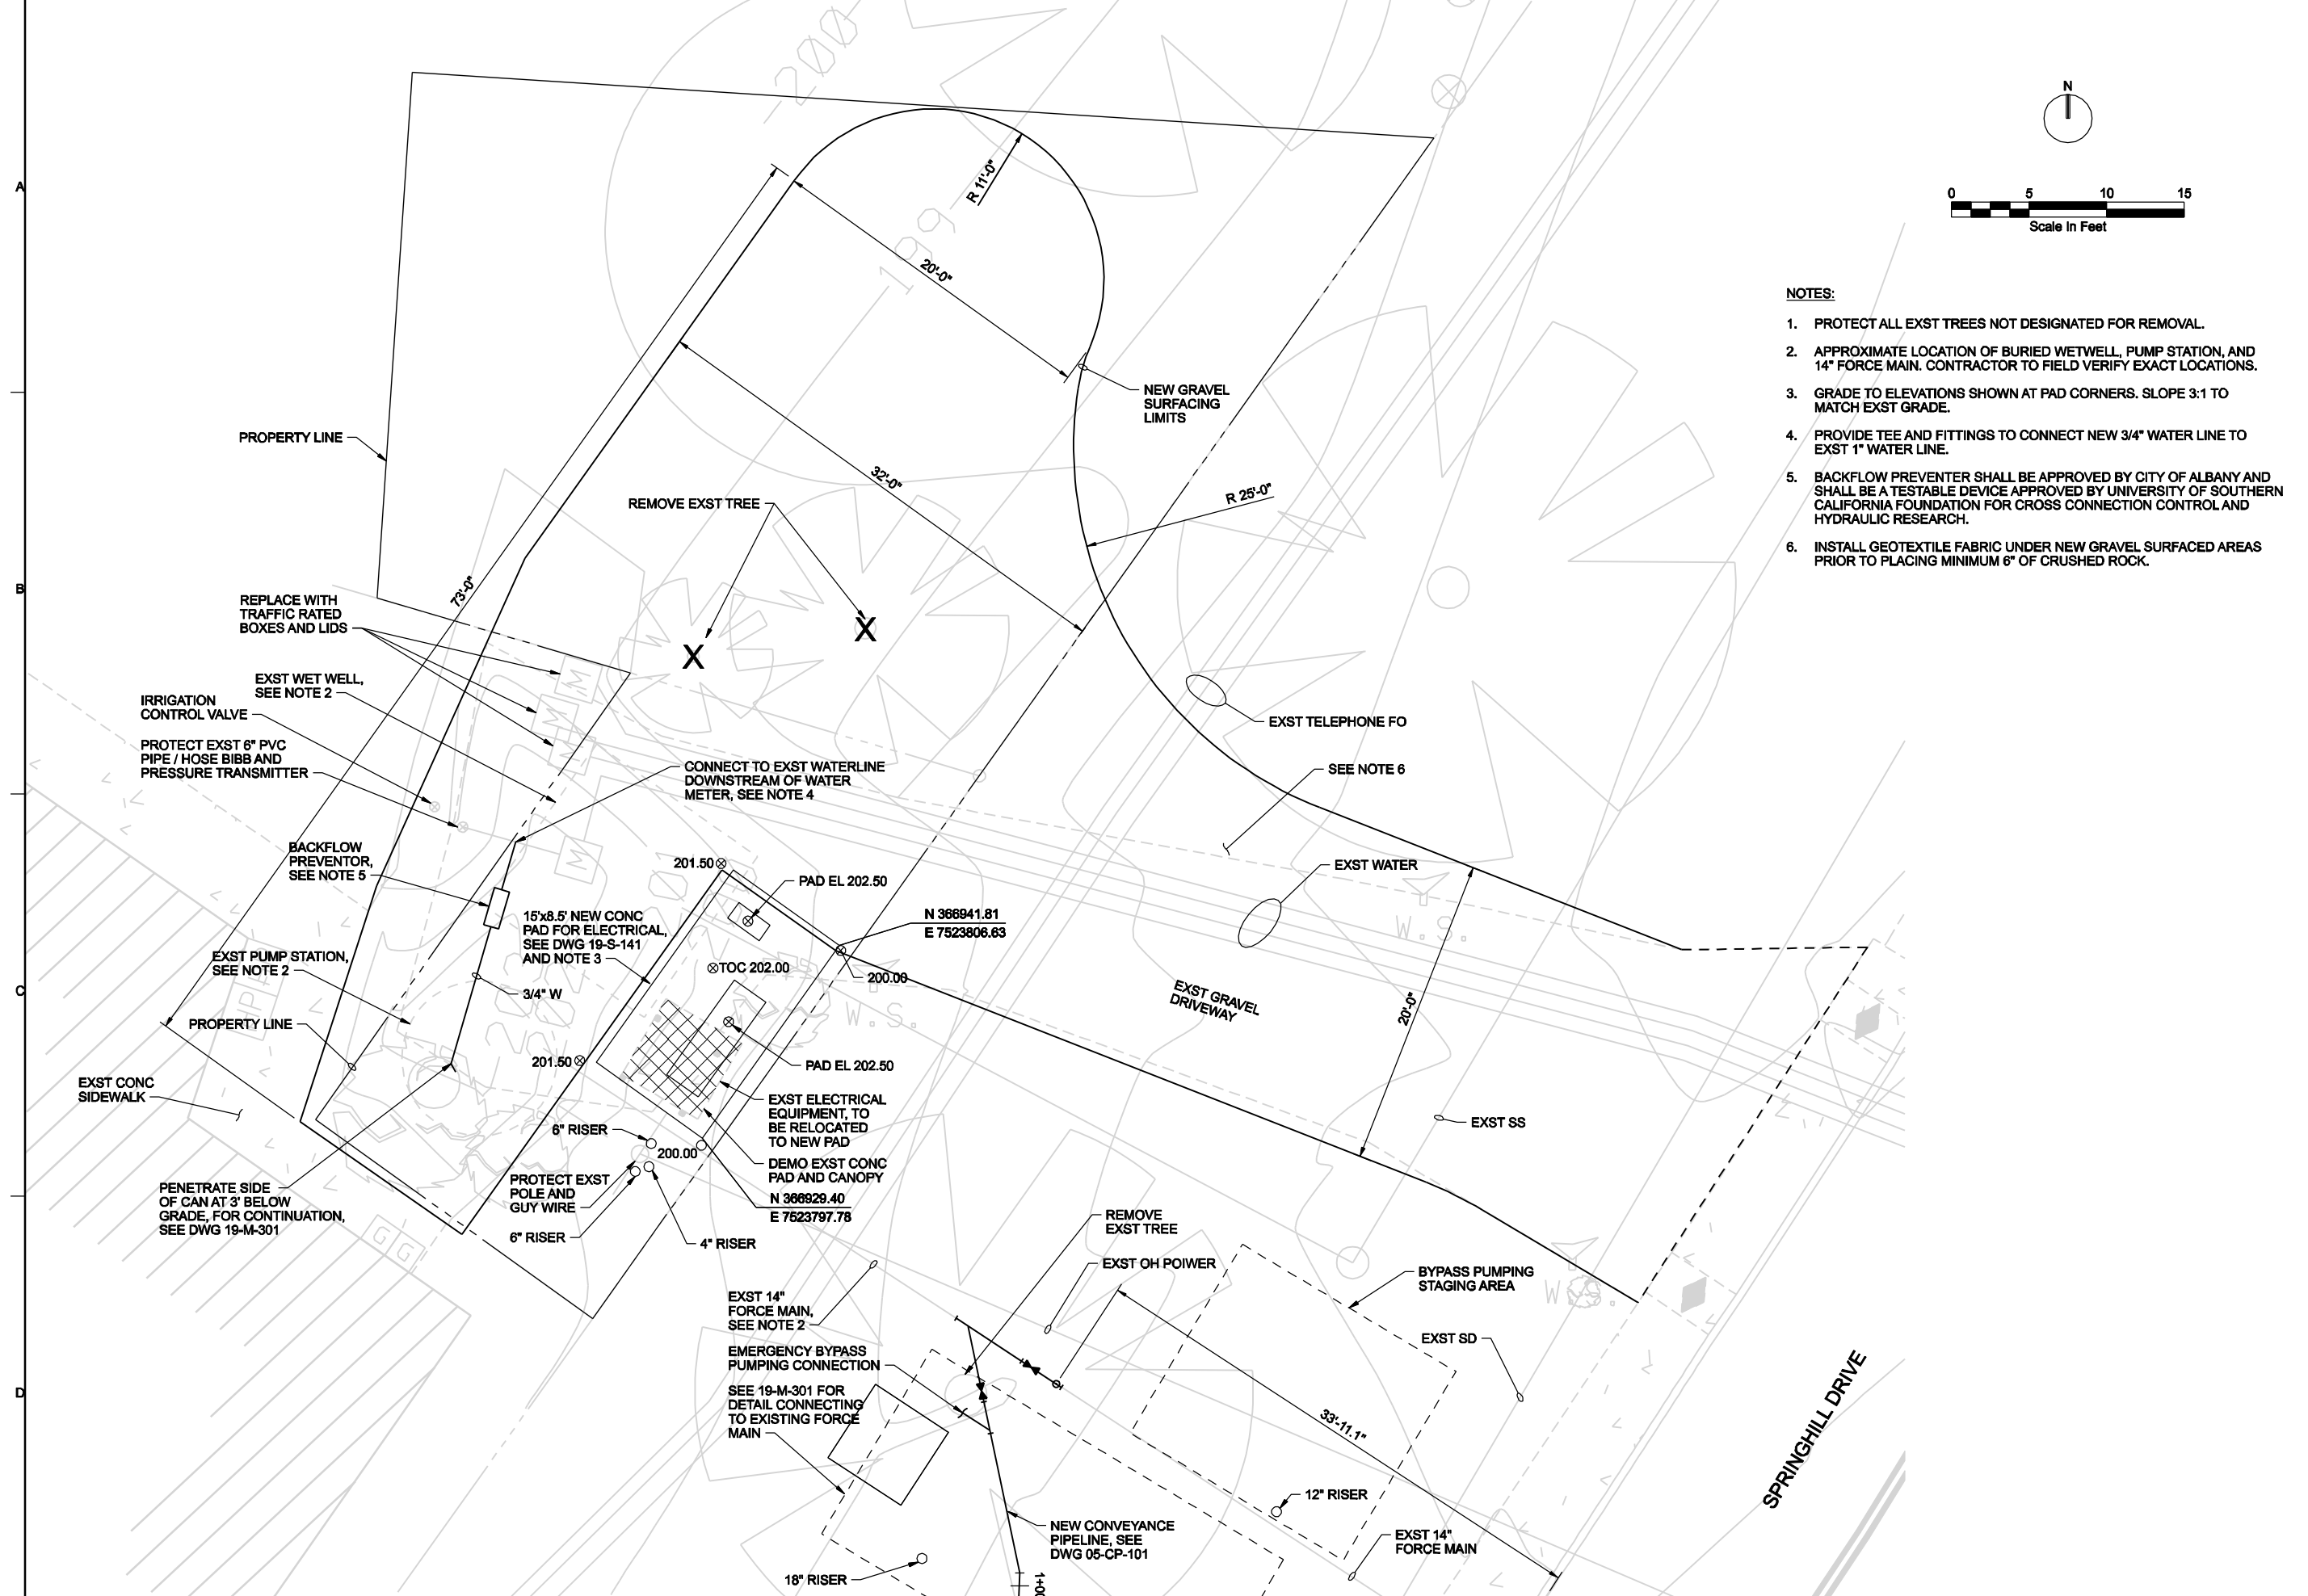 200
N
A
R 11'-0"
0 5 10 15
Scale In Feet
199
20'-0"
NOTES:
1. PROTECT ALL EXST TREES NOT DESIGNATED FOR REMOVAL.
2. APPROXIMATE LOCATION OF BURIED WETWELL, PUMP STATION, AND
14" FORCE MAIN. CONTRACTOR TO FIELD VERIFY EXACT LOCATIONS.
3. GRADE TO ELEVATIONS SHOWN AT PAD CORNERS. SLOPE 3:1 TO
MATCH EXST GRADE.
4. PROVIDE TEE AND FITTINGS TO CONNECT NEW 3/4" WATER LINE TO
EXST 1" WATER LINE.
5. BACKFLOW PREVENTER SHALL BE APPROVED BY CITY OF ALBANY AND
SHALL BE A TESTABLE DEVICE APPROVED BY UNIVERSITY OF SOUTHERN
CALIFORNIA FOUNDATION FOR CROSS CONNECTION CONTROL AND
HYDRAULIC RESEARCH.
6. INSTALL GEOTEXTILE FABRIC UNDER NEW GRAVEL SURFACED AREAS
PRIOR TO PLACING MINIMUM 6" OF CRUSHED ROCK.
NEW GRAVEL
SURFACING
LIMITS
PROPERTY LINE
32'-0"
R 25'-0"
REMOVE EXST TREE
B
73'-0"
REPLACE WITH
TRAFFIC RATED
BOXES AND LIDS
X
X
EXST WET WELL,
SEE NOTE 2
M
M
M
IRRIGATION
CONTROL VALVE
EXST TELEPHONE FO
PROTECT EXST 6" PVC
PIPE / HOSE BIBB AND
PRESSURE TRANSMITTER
CONNECT TO EXST WATERLINE
DOWNSTREAM OF WATER
METER, SEE NOTE 4
SEE NOTE 6
BACKFLOW
PREVENTOR,
SEE NOTE 5
M
201.50
EXST WATER
PAD EL 202.50
15'x8.5' NEW CONC
PAD FOR ELECTRICAL,
SEE DWG 19-S-141
AND NOTE 3
N 366941.81
E 7523806.63
W.S.
EXST PUMP STATION,
SEE NOTE 2
TOC 202.00
200.00
C
3/4" W
EXST GRAVEL
DRIVEWAY
20'-0"
HPH
202
W.S.
PROPERTY LINE
201.50
PAD EL 202.50
EXST CONC
SIDEWALK
EXST ELECTRICAL
EQUIPMENT, TO
BE RELOCATED
TO NEW PAD
EXST SS
6" RISER
200.00
DEMO EXST CONC
PAD AND CANOPY
PROTECT EXST
POLE AND
GUY WIRE
PENETRATE SIDE
OF CAN AT 3' BELOW
GRADE, FOR CONTINUATION,
SEE DWG 19-M-301
N 366929.40
E 7523797.78
REMOVE
EXST TREE
6" RISER
4" RISER
GG
EXST OH POIWER
BYPASS PUMPING
STAGING AREA
W.S.
EXST 14"
FORCE MAIN,
SEE NOTE 2
EXST SD
EMERGENCY BYPASS
PUMPING CONNECTION
SEE 19-M-301 FOR
DETAIL CONNECTING
TO EXISTING FORCE
MAIN
D
33'-11.1"
SPRINGHILL DRIVE
12" RISER
NEW CONVEYANCE
PIPELINE, SEE
DWG 05-CP-101
EXST 14"
FORCE MAIN
18" RISER